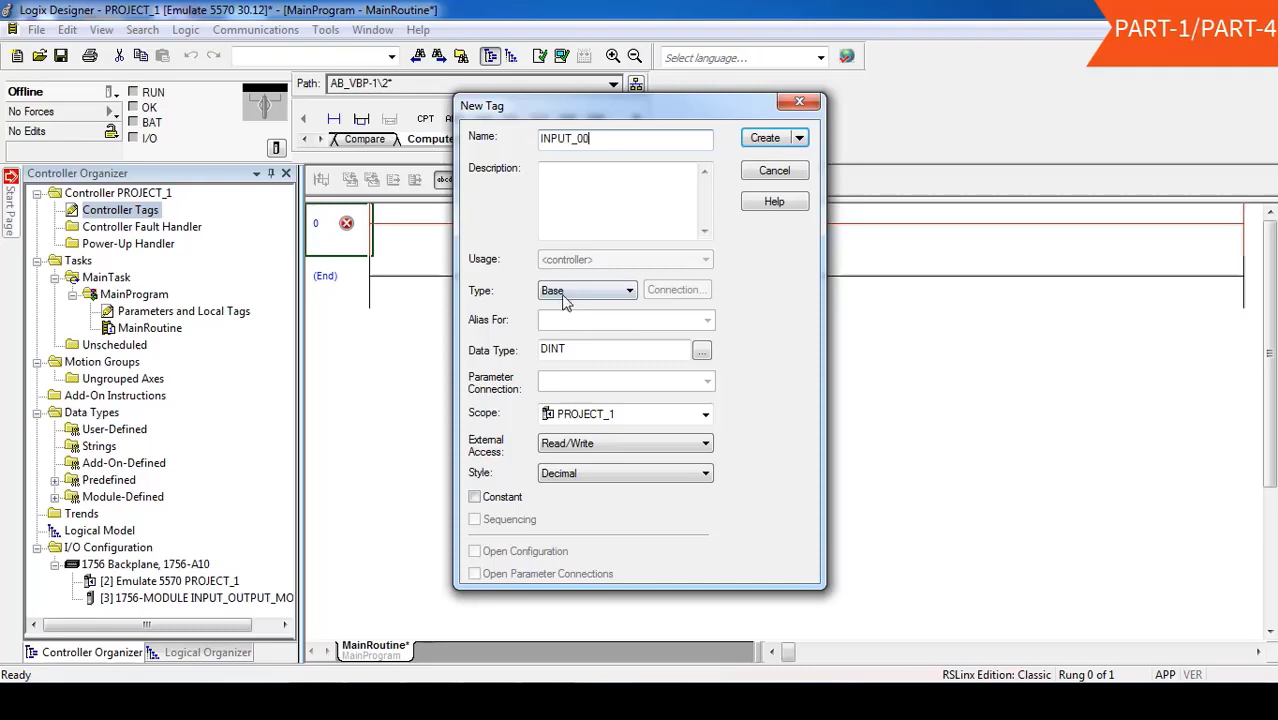 Logix Designer - PROJECT_1 [Emulate 5570 30.12]* - [MainProgram - MainRoutine*]
PART-1/PART-4
File Edit View Search Logic Communications Tools Window Help
Select language...
Path: AB_VBP-1\2*
Offline RUN
No Forces OK
No Edits BAT
I/O
CPT
Compare Compute
Controller Organizer
Start Page
Controller PROJECT_1
Controller Tags
Controller Fault Handler
Power-Up Handler
Tasks
MainTask
MainProgram
Parameters and Local Tags
MainRoutine
Unscheduled
Motion Groups
Ungrouped Axes
Add-On Instructions
Data Types
User-Defined
Strings
Add-On-Defined
Predefined
Module-Defined
Trends
Logical Model
I/O Configuration
1756 Backplane, 1756-A10
[2] Emulate 5570 PROJECT_1
[3] 1756-MODULE INPUT_OUTPUT_MO
Controller Organizer Logical Organizer
abcd
0
(End)
New Tag
Name: INPUT_00
Create
Description:
Cancel
Help
Usage: <controller>
Type: Base Connection...
Alias For:
Data Type: DINT ...
Parameter
Connection:
Scope: PROJECT_1
External
Access: Read/Write
Style: Decimal
Constant
Sequencing
Open Configuration
Open Parameter Connections
MainRoutine*
MainProgram
Ready
RSLinx Edition: Classic Rung 0 of 1 APP VER